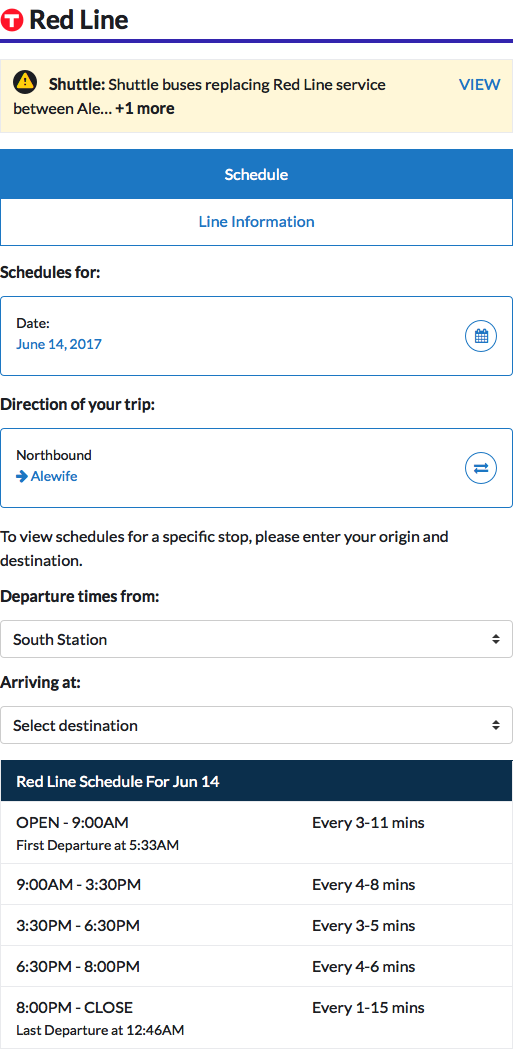 T Red Line
Shuttle: Shuttle buses replacing Red Line service
between Ale... +1 more
VIEW
Schedule
Line Information
Schedules for:
Date:
June 14, 2017
Direction of your trip:
Northbound
Alewife
To view schedules for a specific stop, please enter your origin and
destination.
Departure times from:
South Station
Arriving at:
Select destination
Red Line Schedule For Jun 14
OPEN - 9:00AM Every 3-11 mins
First Departure at 5:33AM
9:00AM - 3:30PM Every 4-8 mins
3:30PM - 6:30PM Every 3-5 mins
6:30PM - 8:00PM Every 4-6 mins
8:00PM - CLOSE Every 1-15 mins
Last Departure at 12:46AM